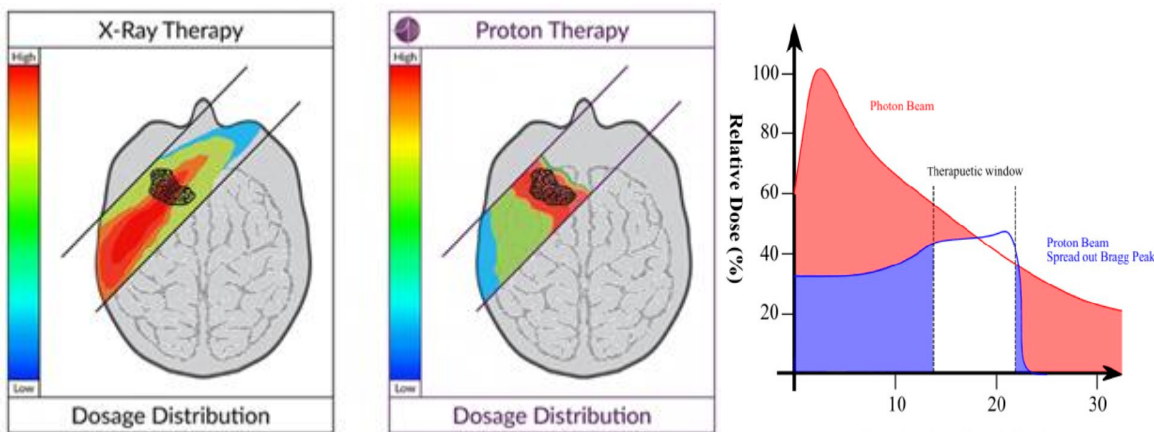 X-Ray Therapy
High
Low
Dosage Distribution
Proton Therapy
High
Low
Dosage Distribution
Relative Dose (%)
100
80
60
40
20
10
20
30
Photon Beam
Therapuetic window
Proton Beam
Spread out Bragg Peak